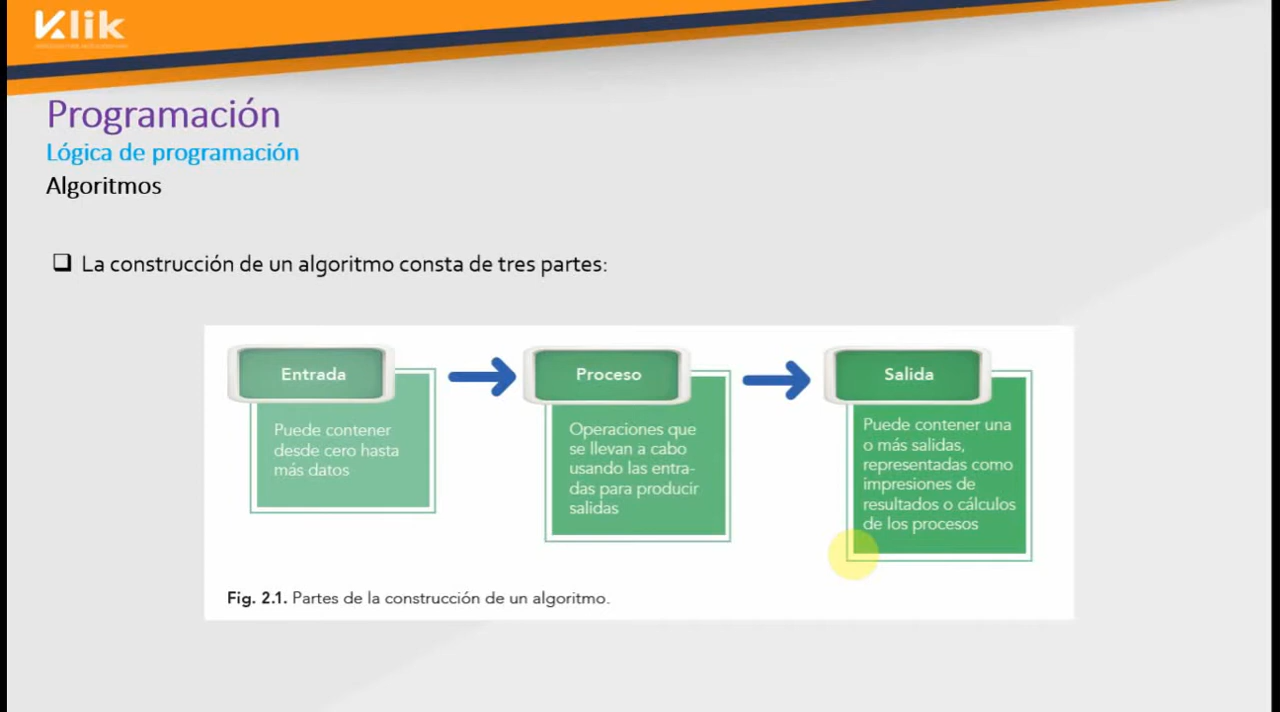 Klik
Programación
Lógica de programación
Algoritmos
La construcción de un algoritmo consta de tres partes:
Entrada
Puede contener
desde cero hasta
más datos
Proceso
Operaciones que
se llevan a cabo
usando las entra-
das para producir
salidas
Salida
Puede contener una
o más salidas,
representadas como
impresiones de
resultados o cálculos
de los procesos
Fig. 2.1. Partes de la construcción de un algoritmo.